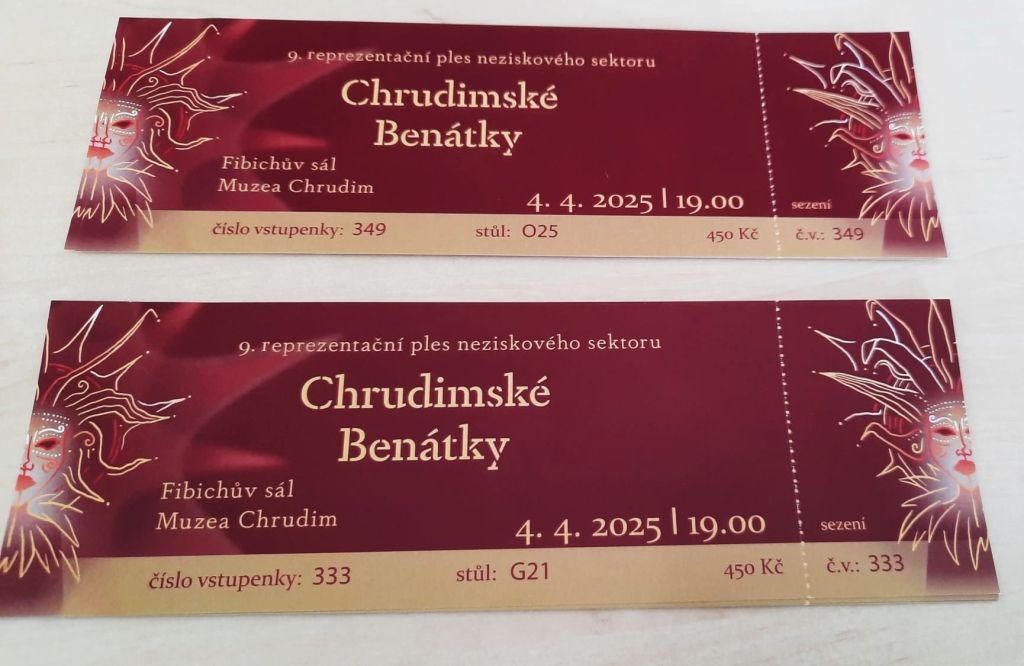 9. reprezentační ples neziskového sektoru
Chrudimské
Benátky
Fibichův sál
Muzea Chrudim
4. 4. 2025 | 19.00
sezení
číslo vstupenky: 349 stůl: O25 450 Kč č.v.: 349
9. reprezentační ples neziskového sektoru
Chrudimské
Benátky
Fibichův sál
Muzea Chrudim
4. 4. 2025 | 19.00
sezení
číslo vstupenky: 333 stůl: G21 450 Kč č.v.: 333